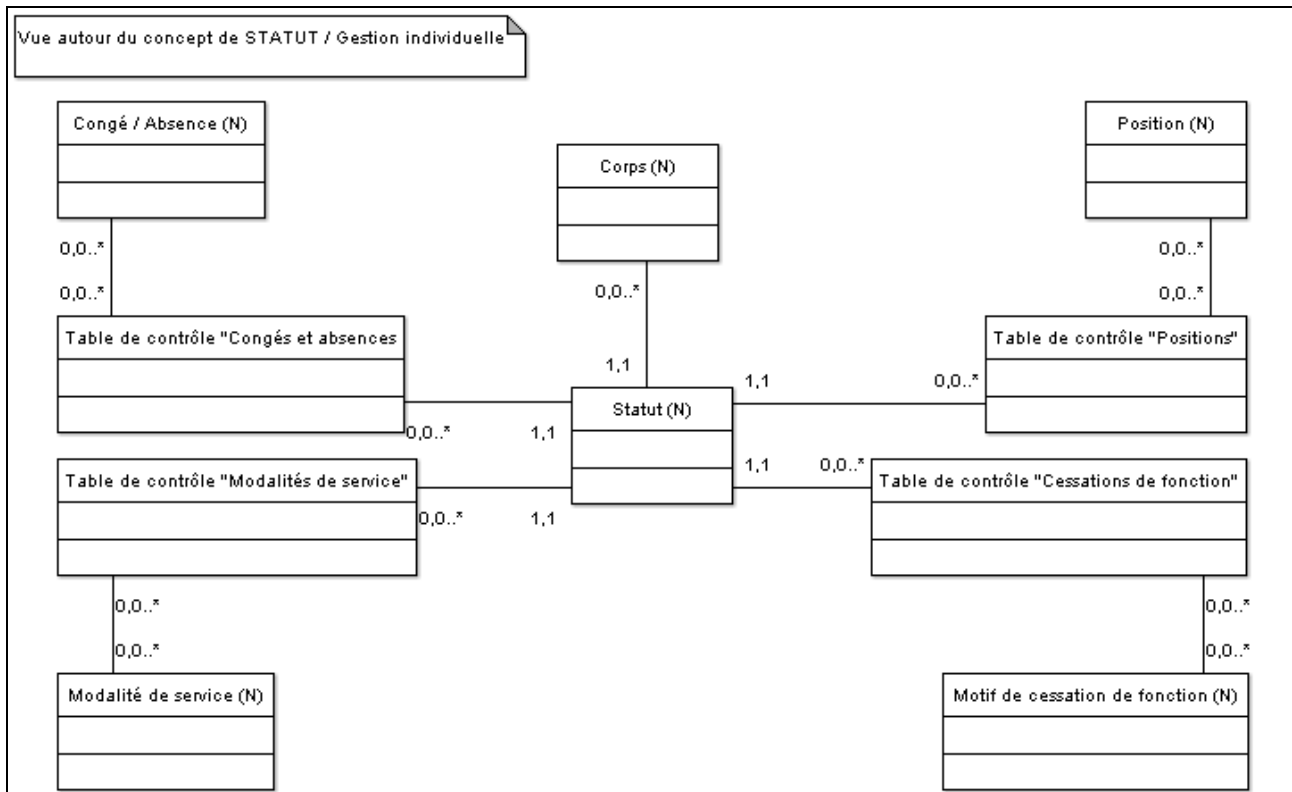 Vue autour du concept de STATUT / Gestion individuelle
Congé / Absence (N)
Position (N)
Corps (N)
0,0..*
0,0..*
0,0..*
0,0..*
0,0..*
Table de contrôle "Congés et absences
Table de contrôle "Positions"
1,1
1,1
0,0..*
Statut (N)
0,0..*
1,1
Table de contrôle "Modalités de service"
1,1
0,0..*
Table de contrôle "Cessations de fonction"
0,0..*
1,1
0,0..*
0,0..*
0,0..*
0,0..*
Modalité de service (N)
Motif de cessation de fonction (N)